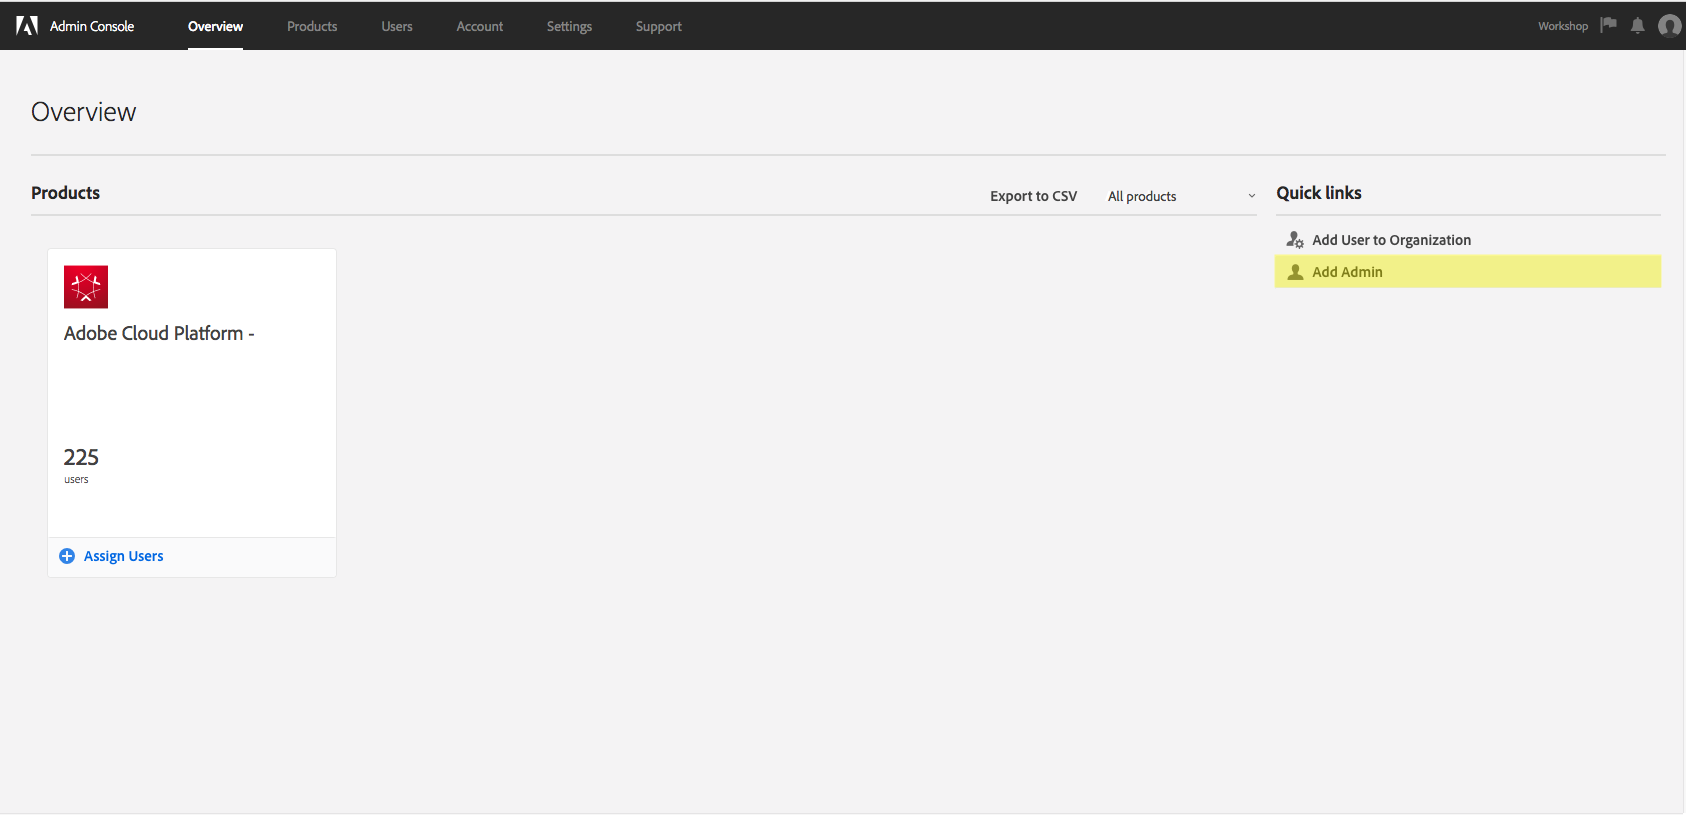 Admin Console Overview Products Users Account Settings Support Workshop
Overview
Products Export to CSV All products Quick links
Add User to Organization
Add Admin
Adobe Cloud Platform -
225
users
Assign Users